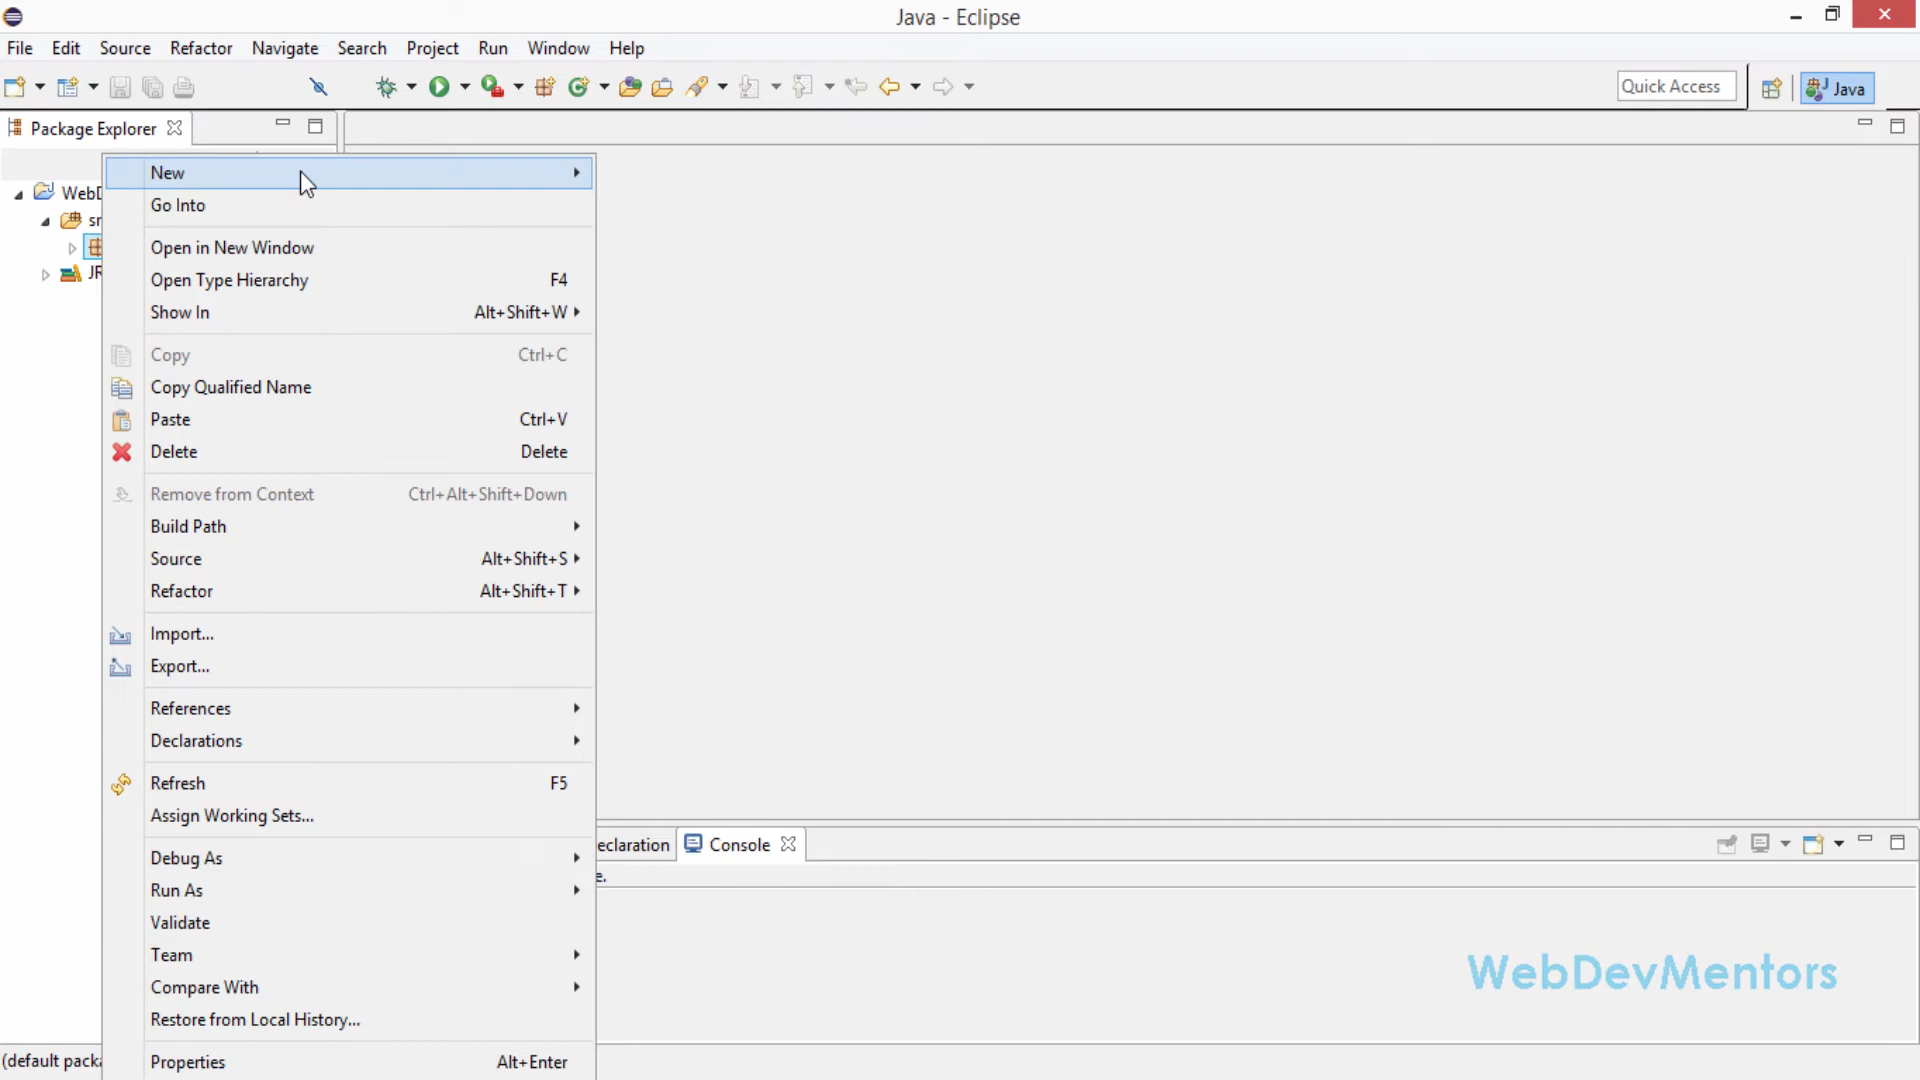 Java - Eclipse
File Edit Source Refactor Navigate Search Project Run Window Help
Quick Access
Java
Package Explorer
New
WebD
Go Into
sr
Open in New Window
JR
Open Type Hierarchy F4
Show In Alt+Shift+W
Copy Ctrl+C
Copy Qualified Name
Paste Ctrl+V
Delete Delete
Remove from Context Ctrl+Alt+Shift+Down
Build Path
Source Alt+Shift+S
Refactor Alt+Shift+T
Import...
Export...
References
Declarations
Refresh F5
Assign Working Sets...
eclaration Console
Debug As
e.
Run As
Validate
Team
WebDevMentors
Compare With
Restore from Local History...
(default packa
Properties Alt+Enter